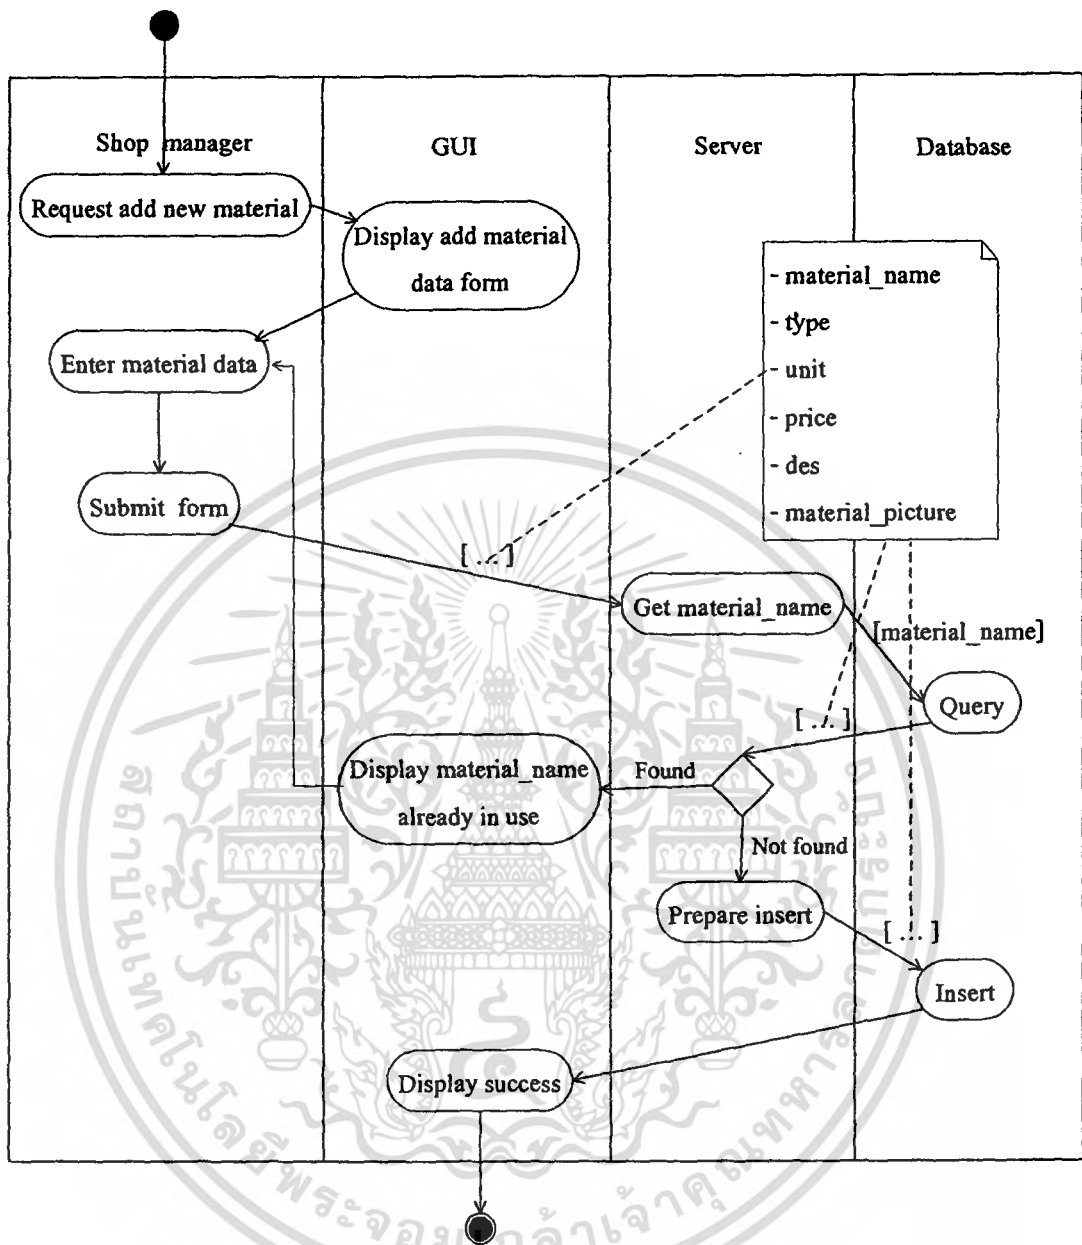 Shop manager
GUI
Server
Database
Request add new material
Display add material
data form
- material_name
- type
- unit
- price
- des
- material_picture
Enter material data
Submit form
[ ... ]
Get material_name
[material_name]
Query
[ ... ]
Display material_name
already in use
Found
Not found
Prepare insert
[ ... ]
Insert
Display success